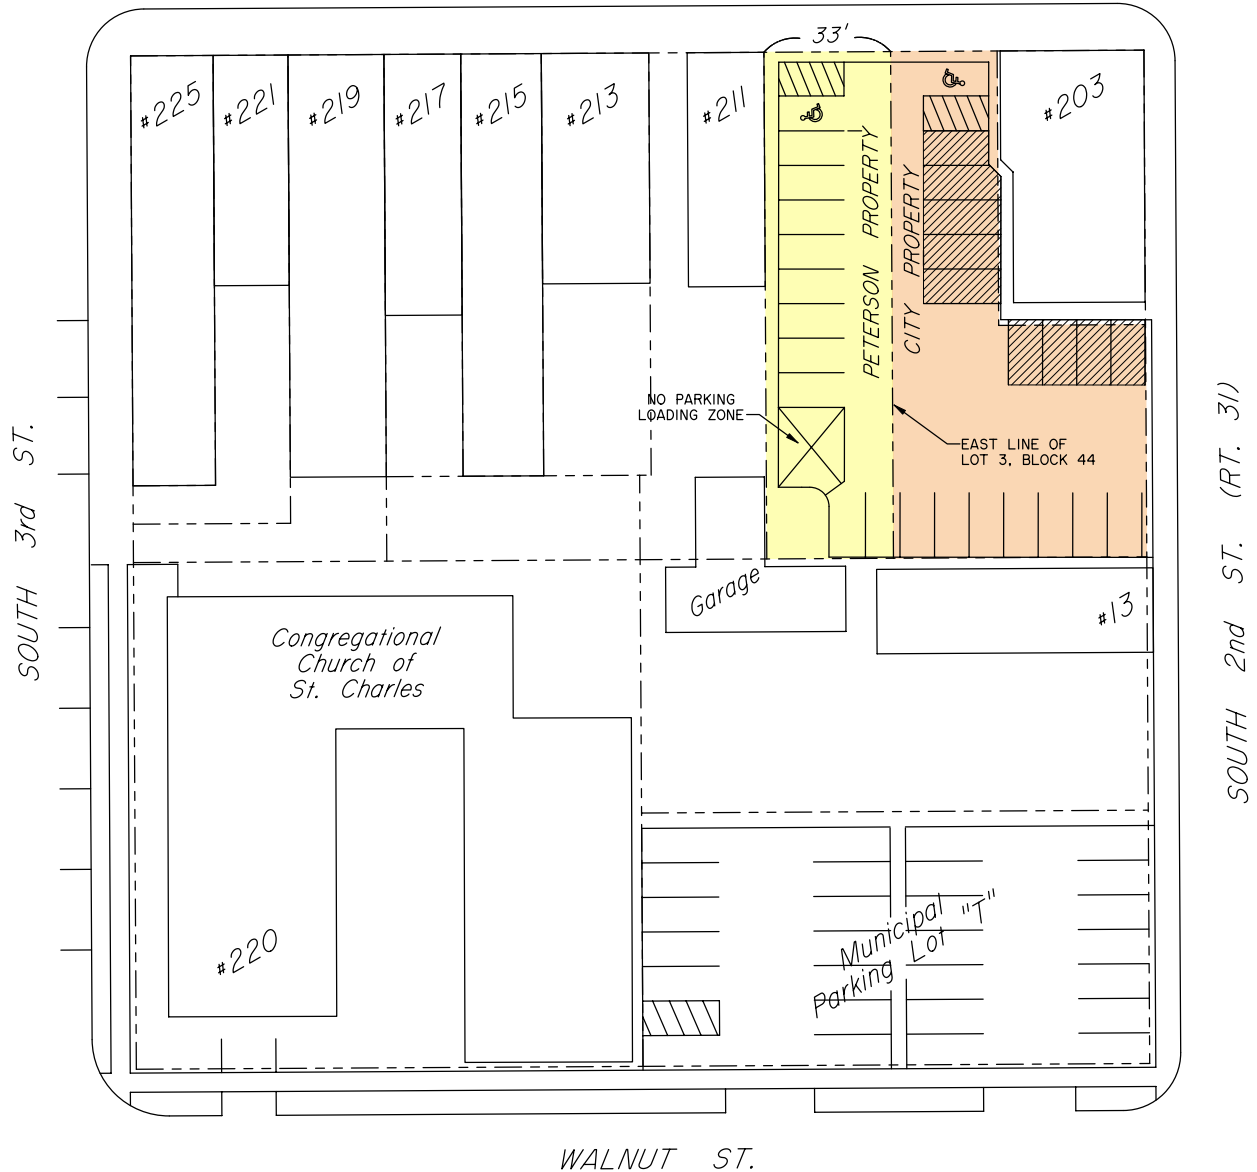 33'
#225
#221
#219
#217
#215
#213
#211
#203
PETERSON PROPERTY
CITY PROPERTY
NO PARKING
LOADING ZONE
EAST LINE OF
LOT 3, BLOCK 44
SOUTH 3rd ST.
SOUTH 2nd ST. (RT. 31)
Garage
#13
Congregational
Church of
St. Charles
#220
Municipal
Parking Lot "T"
WALNUT ST.